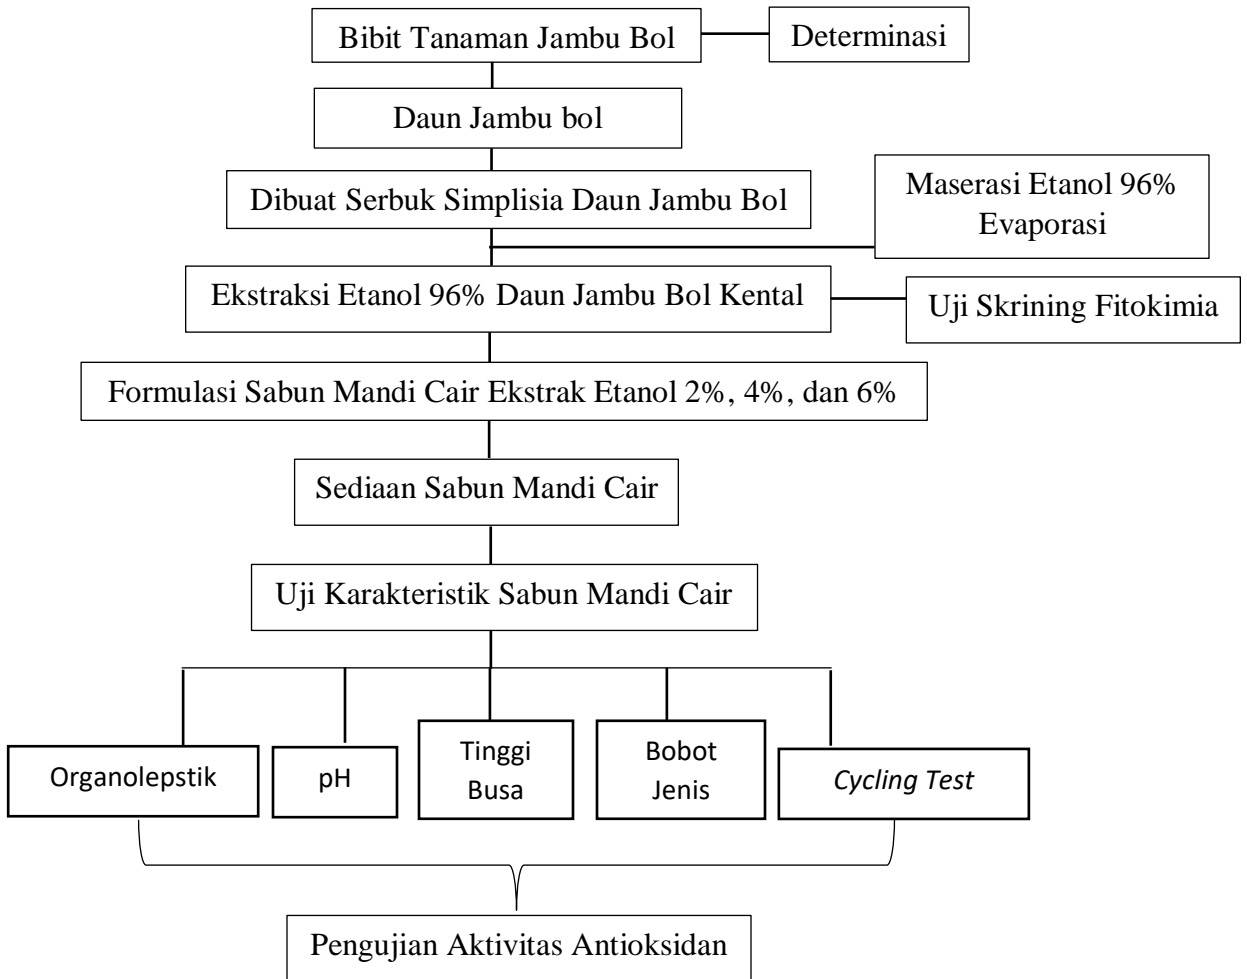 Bibit Tanaman Jambu Bol
Determinasi
Daun Jambu bol
Dibuat Serbuk Simplisia Daun Jambu Bol
Maserasi Etanol 96%
Evaporasi
Ekstraksi Etanol 96% Daun Jambu Bol Kental
Uji Skrining Fitokimia
Formulasi Sabun Mandi Cair Ekstrak Etanol 2%, 4%, dan 6%
Sediaan Sabun Mandi Cair
Uji Karakteristik Sabun Mandi Cair
Organolepstik
pH
Tinggi
Busa
Bobot
Jenis
Cycling Test
Pengujian Aktivitas Antioksidan